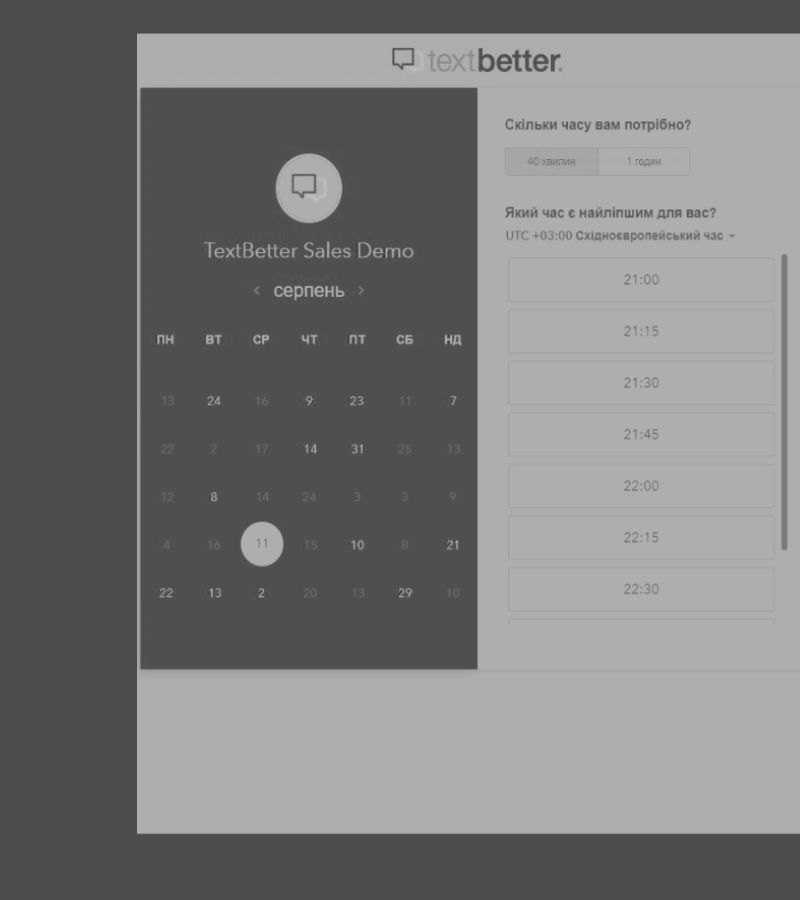 textbetter.
TextBetter Sales Demo
< серпень >
ПН ВТ СР ЧТ ПТ СБ НД
13 24 16 9 23 11 7
22 2 17 14 31 25 13
12 8 14 24 3 3 9
4 16 11 15 10 8 21
22 13 2 20 13 29 10
Скільки часу вам потрібно?
40 хвилин 1 годин
Який час є найліпшим для вас?
UTC +03:00 Східноєвропейський час
21:00
21:15
21:30
21:45
22:00
22:15
22:30